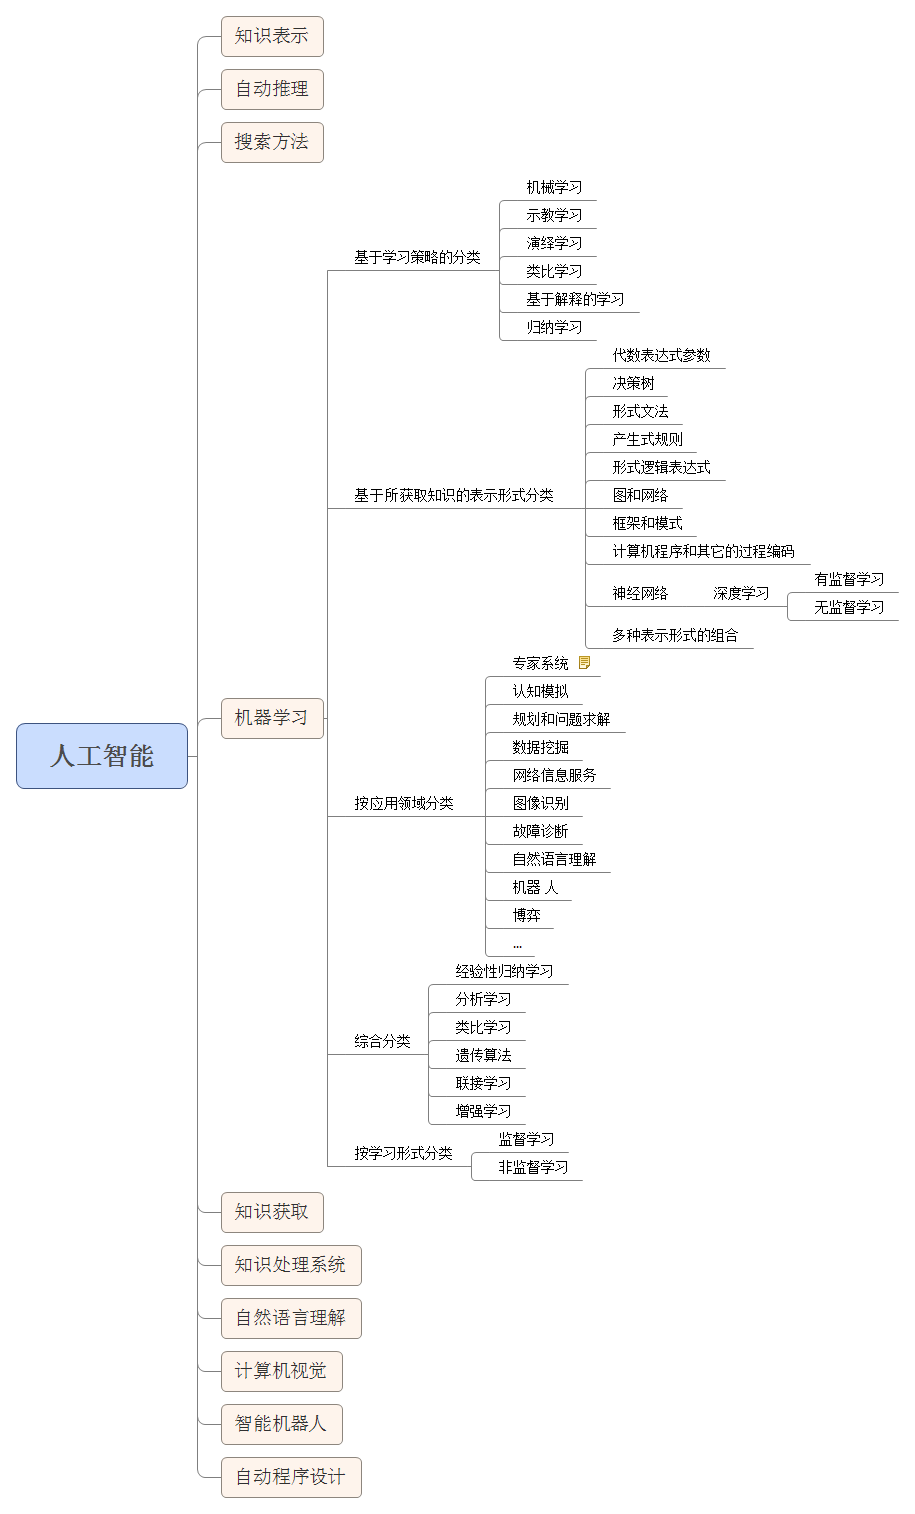 知识表示
自动推理
搜索方法
机械学习
示教学习
演绎学习
基于学习策略的分类
类比学习
基于解释的学习
归纳学习
代数表达式参数
决策树
形式文法
产生式规则
形式逻辑表达式
基于所获取知识的表示形式分类
图和网络
框架和模式
计算机程序和其它的过程编码
有监督学习
神经网络 深度学习
无监督学习
多种表示形式的组合
专家系统
认知模拟
机器学习
规划和问题求解
数据挖掘
人工智能
网络信息服务
按应用领域分类
图像识别
故障诊断
自然语言理解
机器 人
博弈
...
经验性归纳学习
分析学习
类比学习
综合分类
遗传算法
联接学习
增强学习
监督学习
按学习形式分类
非监督学习
知识获取
知识处理系统
自然语言理解
计算机视觉
智能机器人
自动程序设计